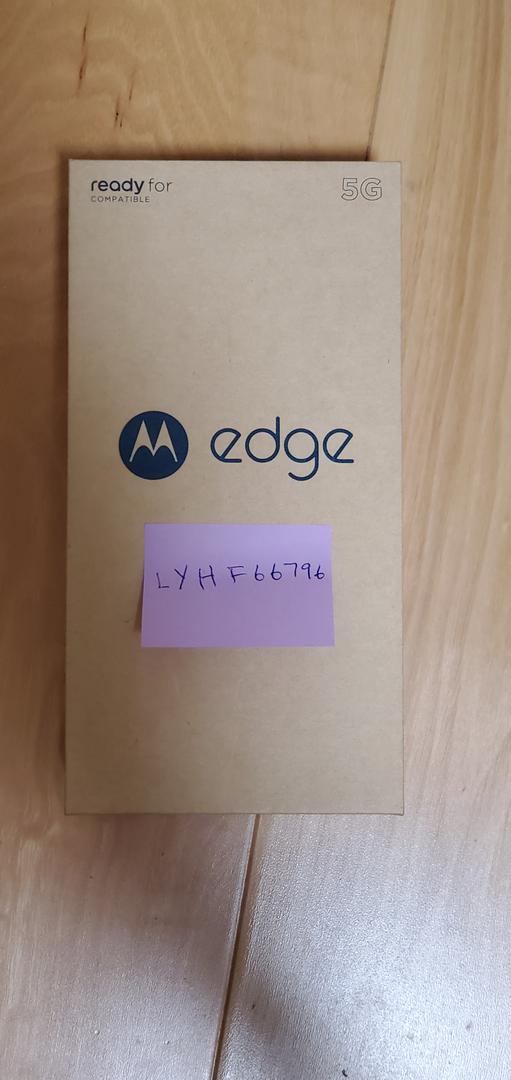 ready for
COMPATIBLE
5G
edge
LYHF66796